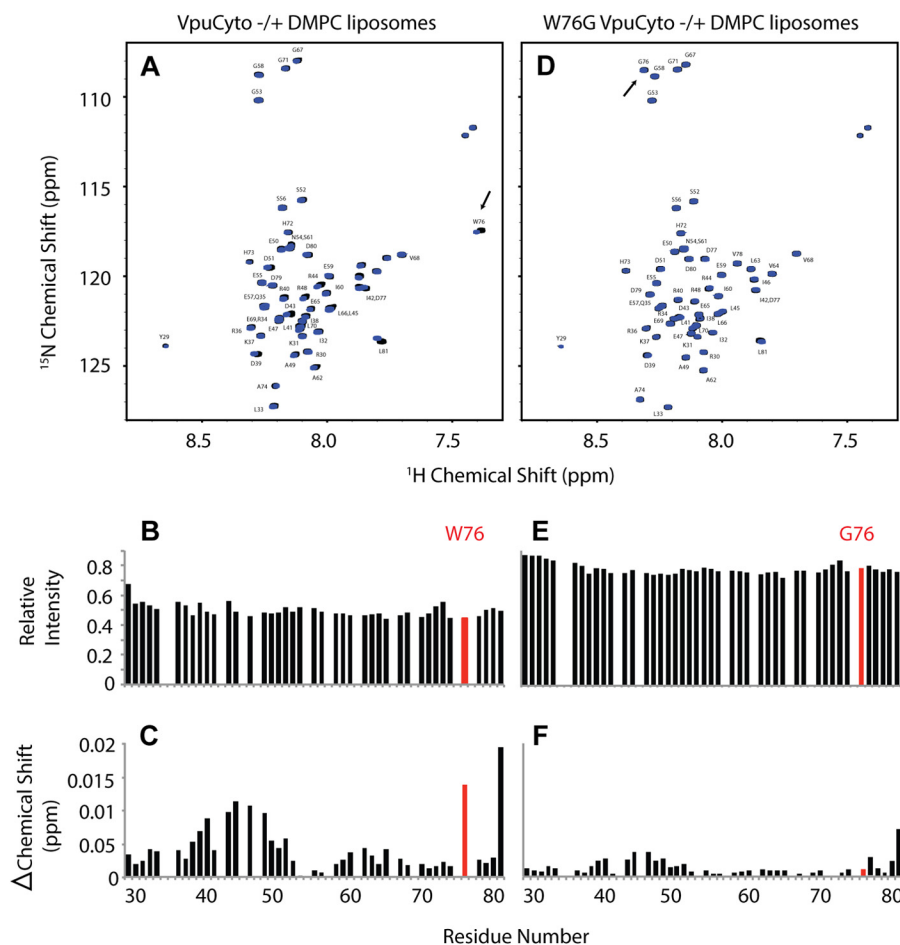 VpuCyto -/+ DMPC liposomes
W76G VpuCyto -/+ DMPC liposomes
A
G67
G71
G58
G53
S52
S56
W76
H72
N54,S61
E50
D80
H73
D51
E59
V68
E55
D79
R44
I60
I42,D77
E57,Q35
R40
R48
D43
E65
L66,L45
E69,R34
E47
L41
I38
L70
R36
K37
K31
I32
L81
Y29
D39
A49
R30
A62
A74
L33
110
115
120
125
15N Chemical Shift (ppm)
8.5
8.0
7.5
D
G76
G58
G71
G67
G53
S52
S56
H72
N54,S61
E50
D77
V78
L63
V68
H73
D51
D80
E59
V64
E55
I46
D79
R44
I42,D77
R40
R48
I60
E57,Q35
D43
E65
L45
E69,R34
I38
L66
R36
E47
L41
L70
K37
K31
I32
L81
Y29
D39
A49
R30
A62
A74
L33
8.5
8.0
7.5
1H Chemical Shift (ppm)
B
W76
Relative Intensity
0.8
0.6
0.4
0.2
0
E
G76
C
ΔChemical Shift (ppm)
0.02
0.015
0.01
0.005
0
30
40
50
60
70
80
F
30
40
50
60
70
80
Residue Number